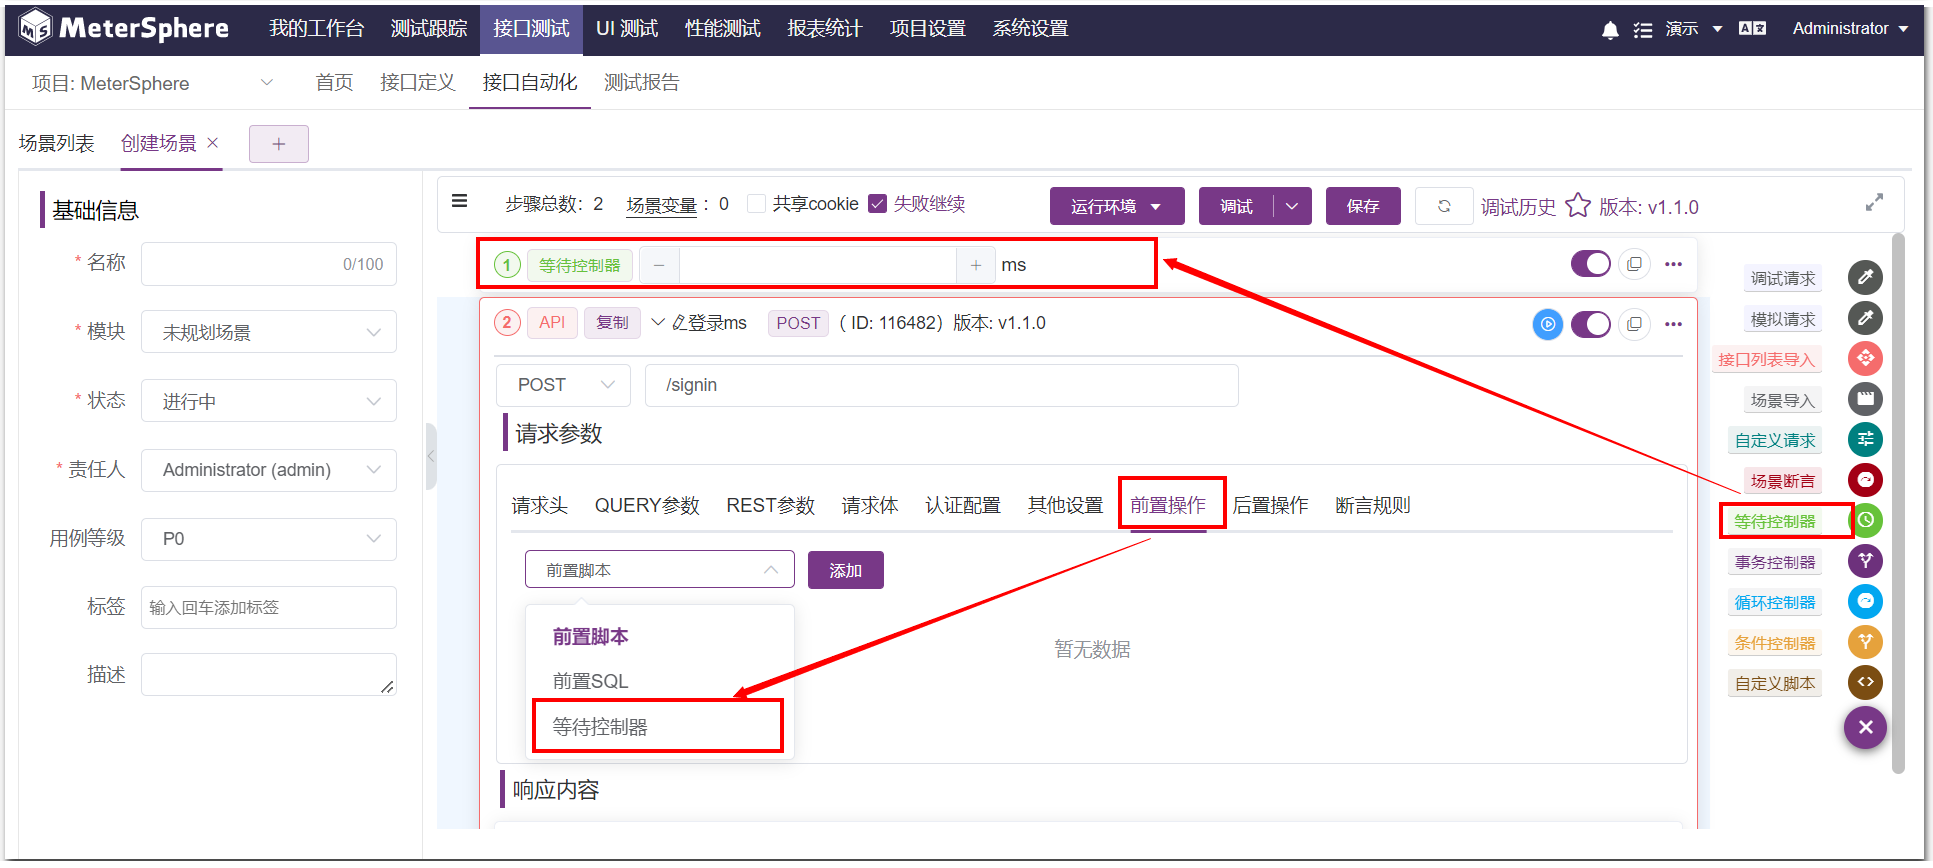 MeterSphere 我的工作台 测试跟踪 接口测试 UI 测试 性能测试 报表统计 项目设置 系统设置 演示 Administrator
项目: MeterSphere 首页 接口定义 接口自动化 测试报告
场景列表 创建场景 × +
基础信息
* 名称 0/100
* 模块 未规划场景
* 状态 进行中
* 责任人 Administrator (admin)
用例等级 P0
标签 输入回车添加标签
描述
步骤总数：2 场景变量：0 共享cookie 失败继续 运行环境 调试 保存 调试历史 版本: v1.1.0
1 等待控制器 − + ms
2 API 复制 登录ms POST （ ID: 116482）版本: v1.1.0
POST /signin
请求参数
请求头 QUERY参数 REST参数 请求体 认证配置 其他设置 前置操作 后置操作 断言规则
前置脚本 添加
前置脚本
前置SQL
等待控制器
暂无数据
响应内容
调试请求
模拟请求
接口列表导入
场景导入
自定义请求
场景断言
等待控制器
事务控制器
循环控制器
条件控制器
自定义脚本